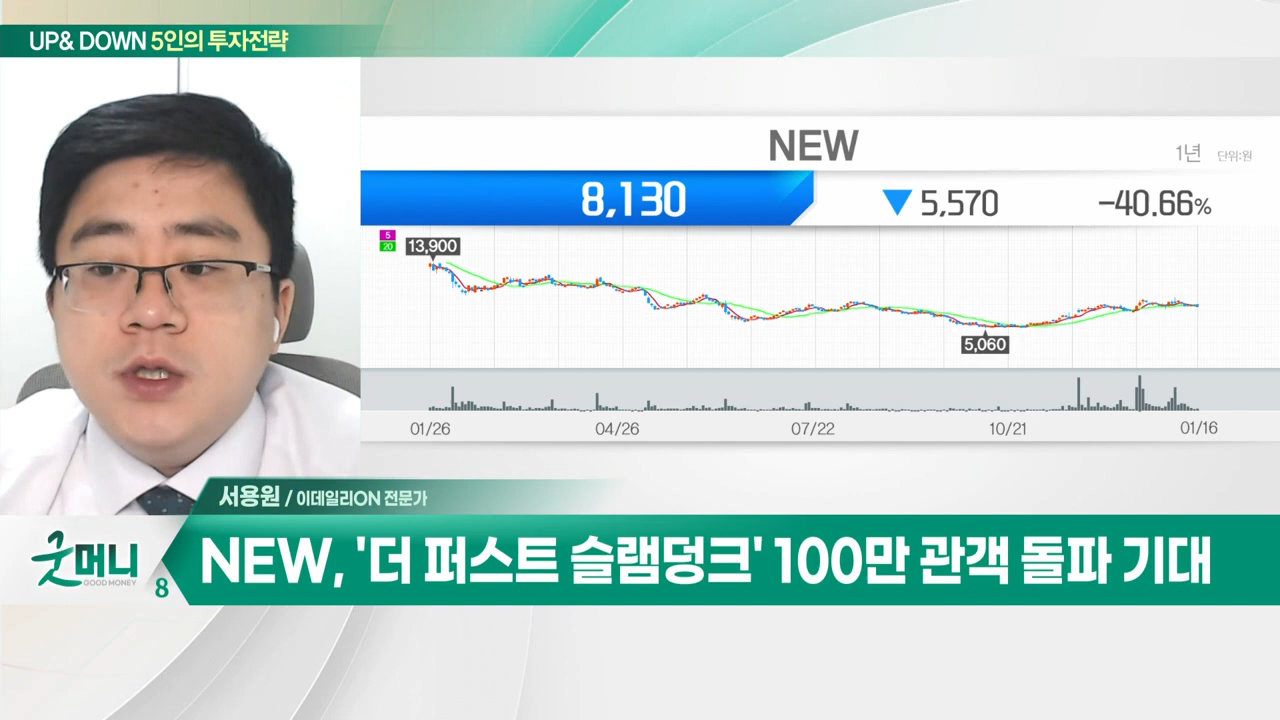 UP& DOWN 5인의 투자전략
NEW
1년 단위:원
8,130 ▼ 5,570 -40.66%
5
20
13,900
5,060
01/26 04/26 07/22 10/21 01/16
서용원 / 이데일리ON 전문가
굿머니
GOOD MONEY
8
NEW, '더 퍼스트 슬램덩크' 100만 관객 돌파 기대